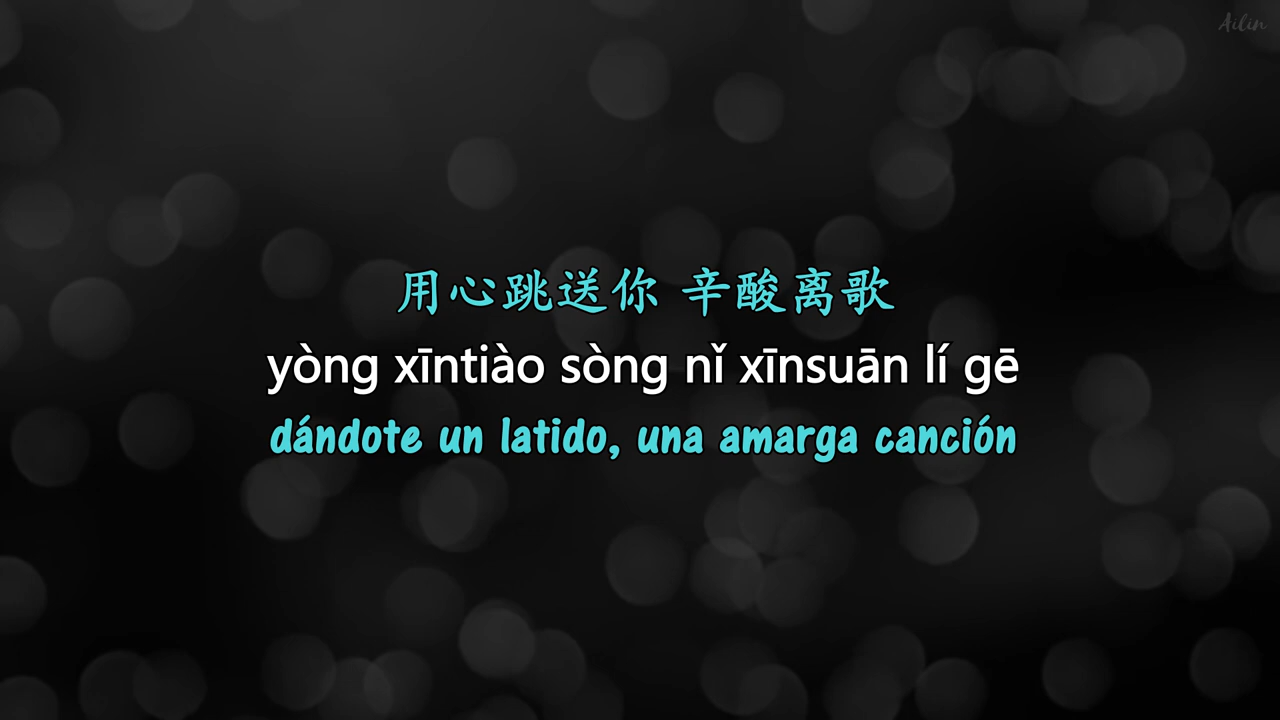 Ailin
用心跳送你 辛酸离歌
yòng xīntiào sòng nǐ xīnsuān lí gē
dándote un latido, una amarga canción